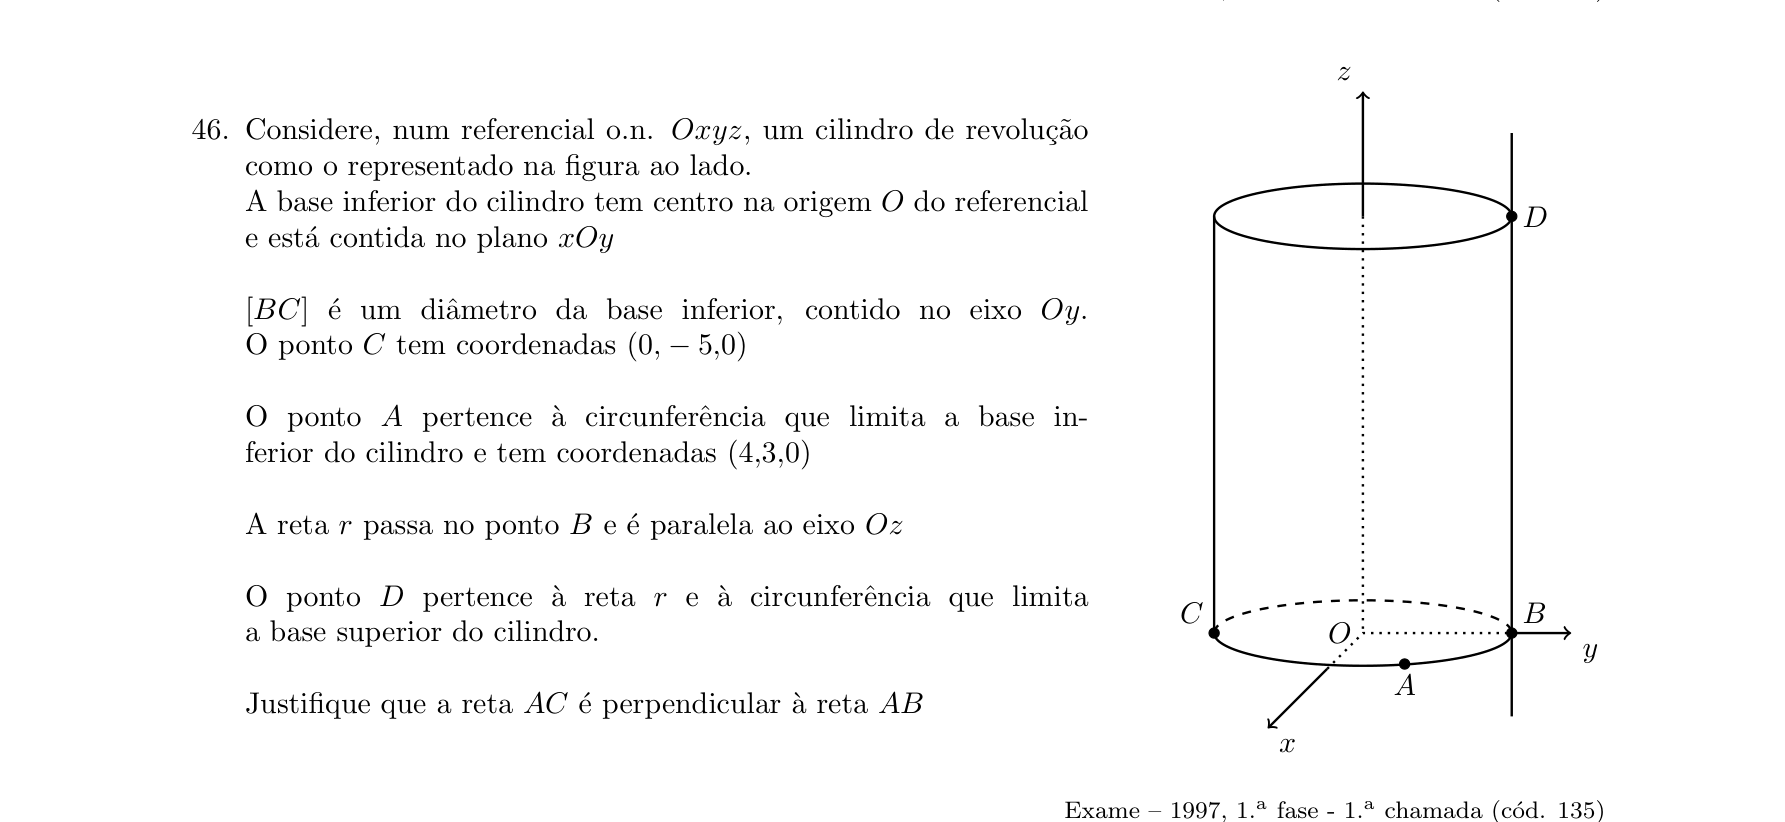 46. Considere, num referencial o.n. Oxyz, um cilindro de revolução
como o representado na figura ao lado.
A base inferior do cilindro tem centro na origem O do referencial
e está contida no plano xOy
[BC] é um diâmetro da base inferior, contido no eixo Oy.
O ponto C tem coordenadas (0, − 5,0)
O ponto A pertence à circunferência que limita a base in-
ferior do cilindro e tem coordenadas (4,3,0)
A reta r passa no ponto B e é paralela ao eixo Oz
O ponto D pertence à reta r e à circunferência que limita
a base superior do cilindro.
Justifique que a reta AC é perpendicular à reta AB
z
D
C
B
O
y
A
x
Exame – 1997, 1.ª fase - 1.ª chamada (cód. 135)